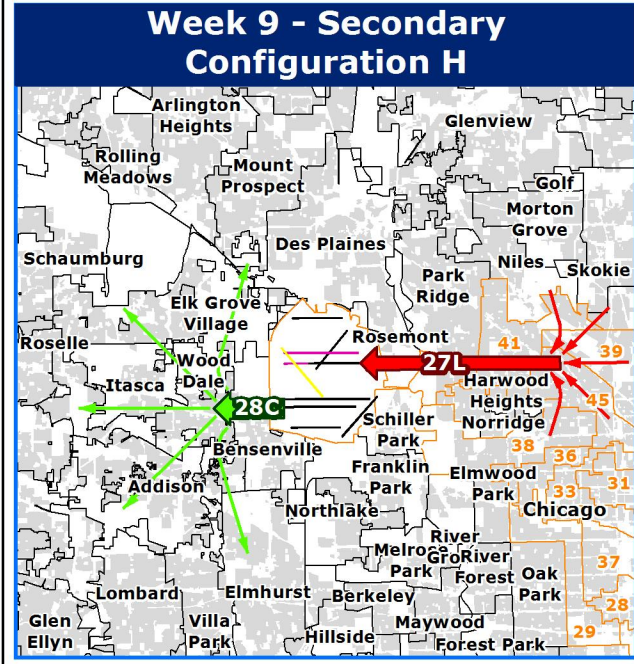 Week 9 - Secondary
Configuration H
Arlington
Heights
Glenview
Rolling
Meadows
Mount
Prospect
Golf
Morton
Grove
Des Plaines
Schaumburg
Niles
Skokie
Park
Ridge
Elk Grove
Village
Rosemont
Roselle
41
39
Wood
Dale
27L
Itasca
Harwood
Heights
45
28C
Schiller
Park
Norridge
38
Bensenville
36
Franklin
Park
Elmwood
Park
Addison
33
31
Northlake
Chicago
River
Grove
Melrose
Park
River
Forest
37
Oak
Park
Lombard
Elmhurst
Berkeley
28
Glen
Ellyn
Villa
Park
Maywood
29
Hillside
Forest Park